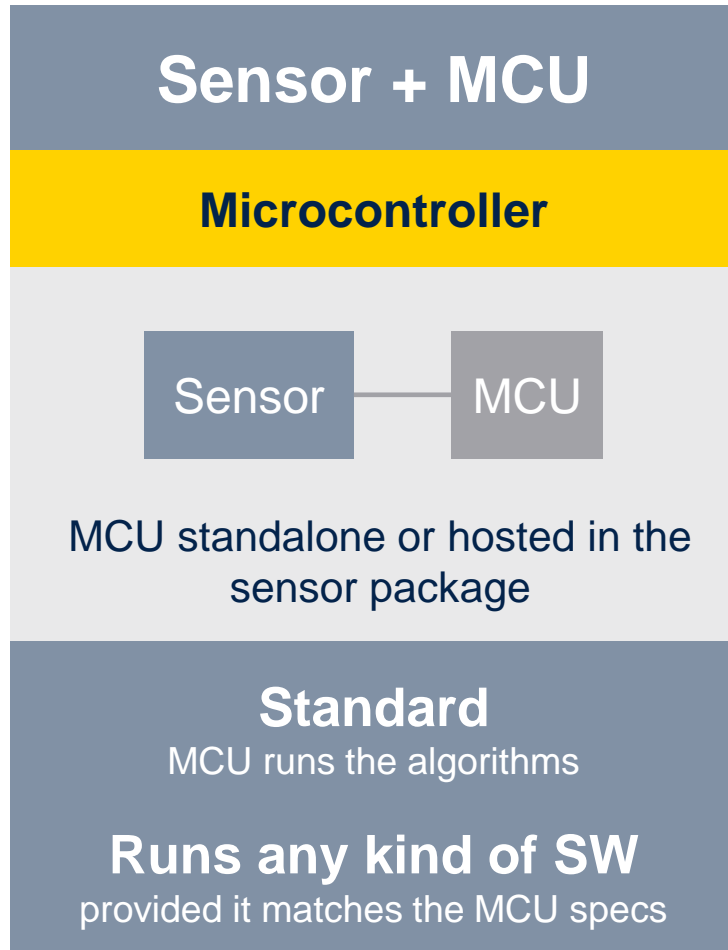 Sensor + MCU
Microcontroller
Sensor
MCU
MCU standalone or hosted in the
sensor package
Standard
MCU runs the algorithms
Runs any kind of SW
provided it matches the MCU specs